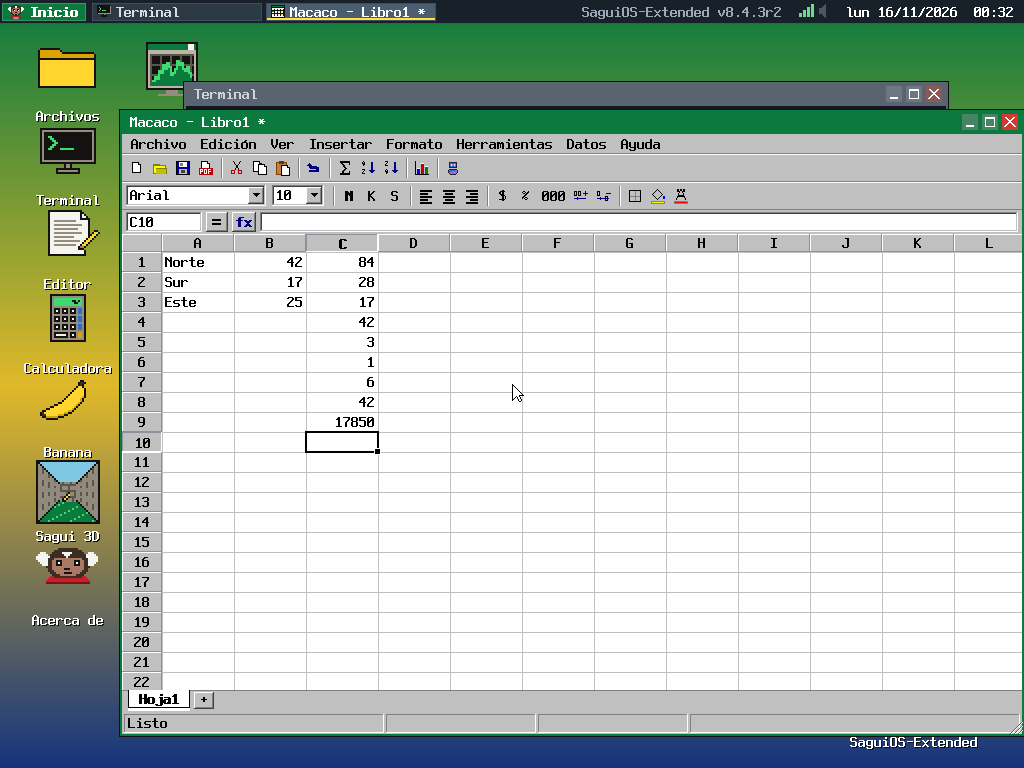 Inicio
Terminal
Macaco - Libro1 *
SaguiOS-Extended v8.4.3r2
lun 16/11/2026 00:32
Archivos
Terminal
Editor
Calculadora
Banana
Sagui 3D
Acerca de
Terminal
Macaco - Libro1 *
Archivo Edición Ver Insertar Formato Herramientas Datos Ayuda
PDF
Arial 10 N K S $ % 000
C10 = fx
A B C D E F G H I J K L
1 Norte 42 84
2 Sur 17 28
3 Este 25 17
4 42
5 3
6 1
7 6
8 42
9 17850
10
11
12
13
14
15
16
17
18
19
20
21
22
Hoja1 +
Listo
SaguiOS-Extended